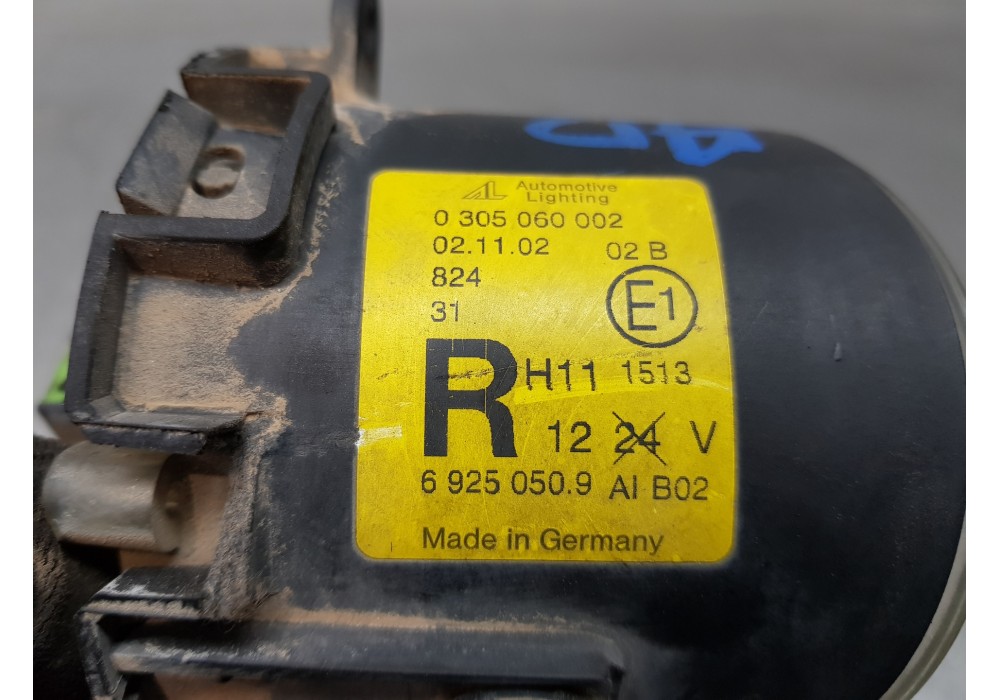 AL Automotive
Lighting
0 305 060 002
02.11.02 02 B
824
31 E1
R H11 1513
12 24 V
6 925 050.9 AI B02
Made in Germany